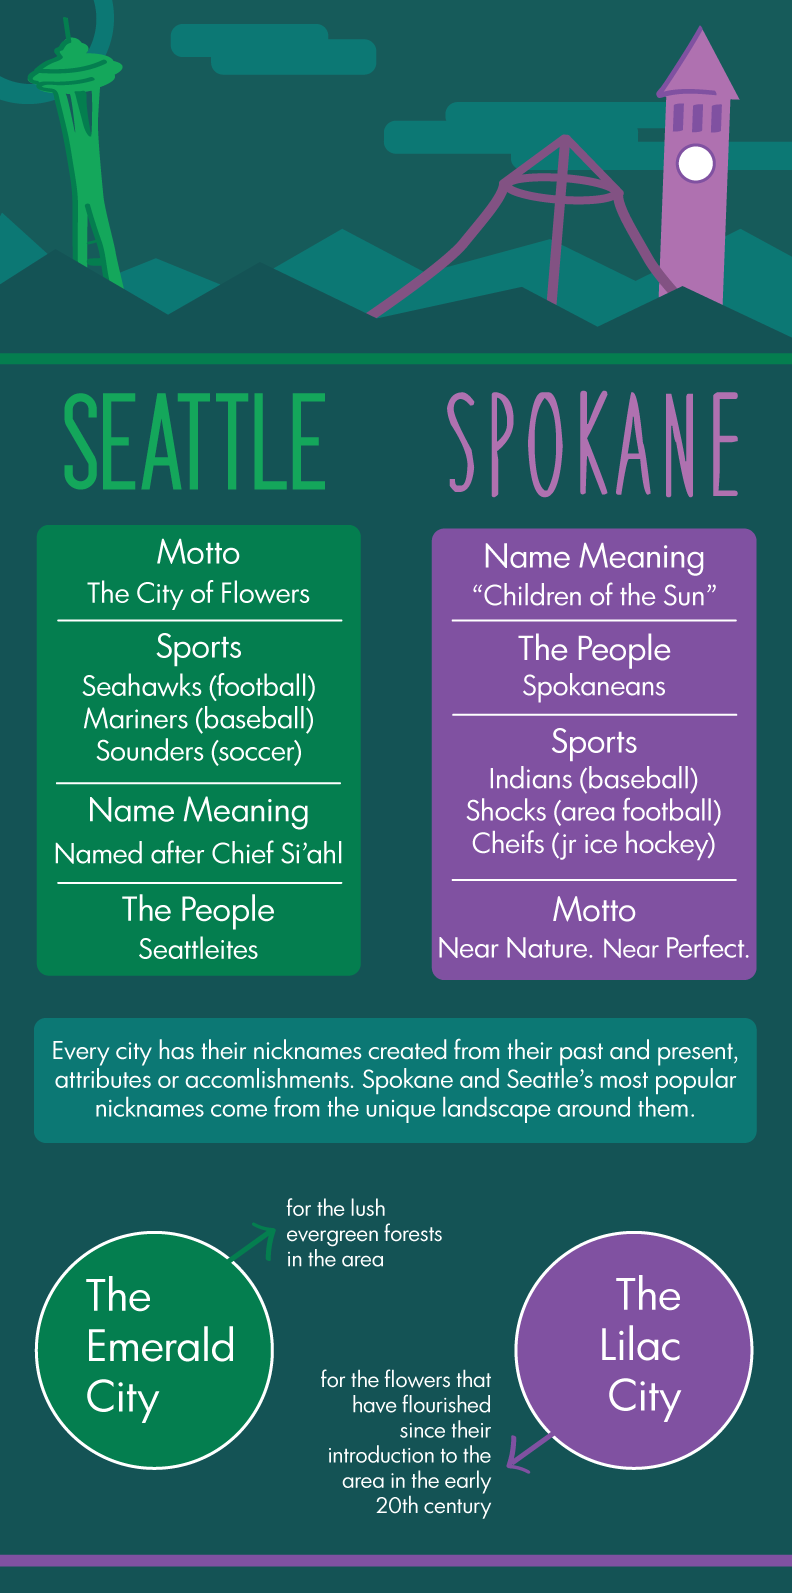 SEATTLE
Motto
The City of Flowers
Sports
Seahawks (football)
Mariners (baseball)
Sounders (soccer)
Name Meaning
Named after Chief Si’ahl
The People
Seattleites
SPOKANE
Name Meaning
“Children of the Sun”
The People
Spokaneans
Sports
Indians (baseball)
Shocks (area football)
Cheifs (jr ice hockey)
Motto
Near Nature. Near Perfect.
Every city has their nicknames created from their past and present,
attributes or accomlishments. Spokane and Seattle’s most popular
nicknames come from the unique landscape around them.
The
Emerald
City
for the lush
evergreen forests
in the area
The
Lilac
City
for the flowers that
have flourished
since their
introduction to the
area in the early
20th century